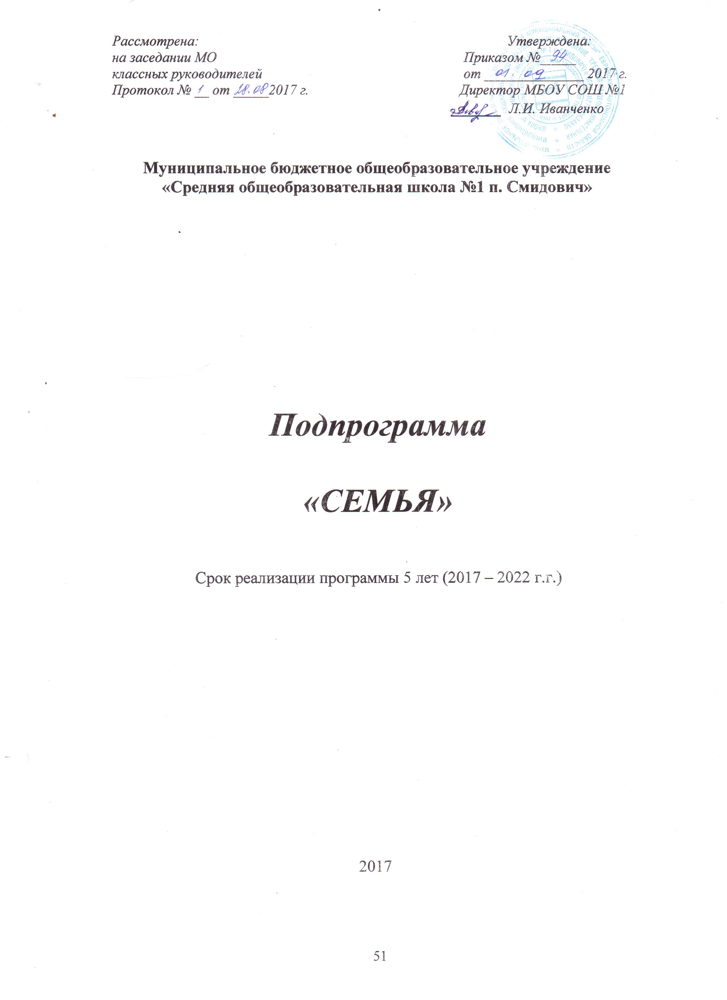 Рассмотрена:
на заседании МО
классных руководителей
Протокол № 1 от 28.08 2017 г.
Утверждена:
Приказом № 94
от 01. 09 2017 г.
Директор МБОУ СОШ №1
Л.И. Иванченко
Муниципальное бюджетное общеобразовательное учреждение
«Средняя общеобразовательная школа №1 п. Смидович»
Подпрограмма
«СЕМЬЯ»
Срок реализации программы 5 лет (2017 – 2022 г.г.)
2017
51